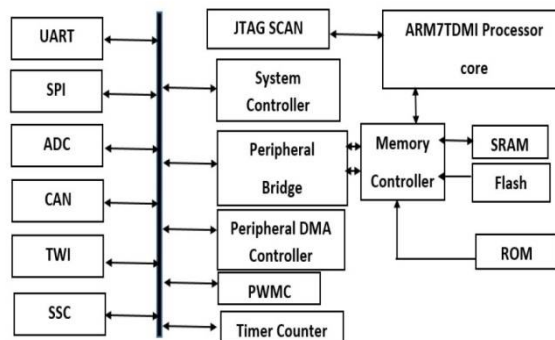 UART
SPI
ADC
CAN
TWI
SSC
JTAG SCAN
System
Controller
Peripheral
Bridge
Peripheral DMA
Controller
PWMC
Timer Counter
ARM7TDMI Processor
core
Memory
Controller
SRAM
Flash
ROM